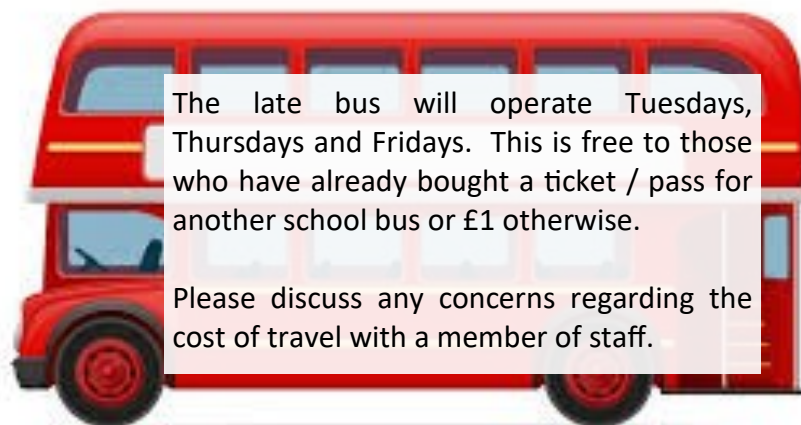 The late bus will operate Tuesdays,
Thursdays and Fridays. This is free to those
who have already bought a ticket / pass for
another school bus or £1 otherwise.
Please discuss any concerns regarding the
cost of travel with a member of staff.